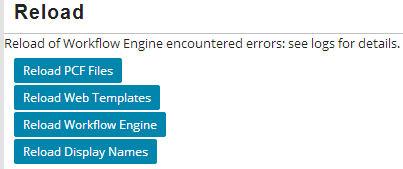 Reload
Reload of Workflow Engine encountered errors: see logs for details.
Reload PCF Files
Reload Web Templates
Reload Workflow Engine
Reload Display Names